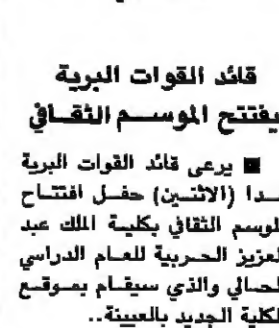 قائد القوات البرية
يفتتح الموسم الثقافي
■ يرعى قائد القوات البرية
غدا (الاثنين) حفل افتتاح
الموسم الثقافي بكلية الملك عبد
العزيز الحربية للعام الدراسي
الحالي والذي سيقام بموقع
الكلية الجديد بالعيينة..